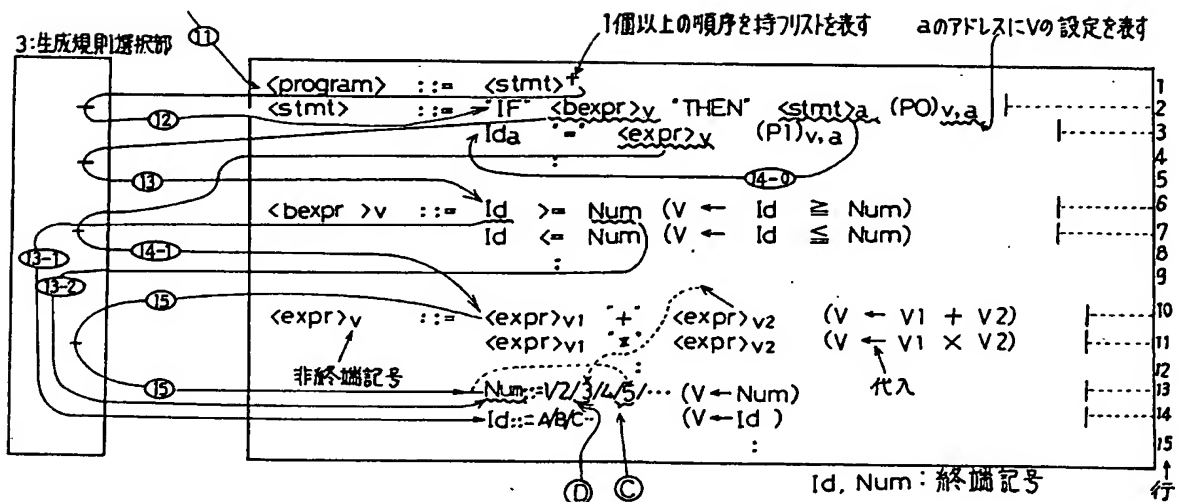 1個以上の順序を持つリストを表す
aのアドレスにVの設定を表す
3:生成規則選択部
⑪
<program> ::= <stmt>+ 1
<stmt> ::= "IF" <bexpr>v "THEN" <stmt>a (P0)v,a 2
⑫
Ida "=" <expr>v (P1)v,a 3
: 4
⑬ 14-0 5
<bexpr>v ::= Id >= Num (V ← Id ≧ Num) 6
Id <= Num (V ← Id ≦ Num) 7
13-1 14-1 8
13-2 : 9
⑮
<expr>v ::= <expr>v1 "+" <expr>v2 (V ← V1 + V2) 10
<expr>v1 "*" <expr>v2 (V ← V1 × V2) 11
: 12
非終端記号 代入
⑮ Num::=1/2/3/4/5/… (V←Num) 13
Id::=A/B/C… (V←Id) 14
: 15
Ⓓ Ⓒ
Id, Num:終端記号
行